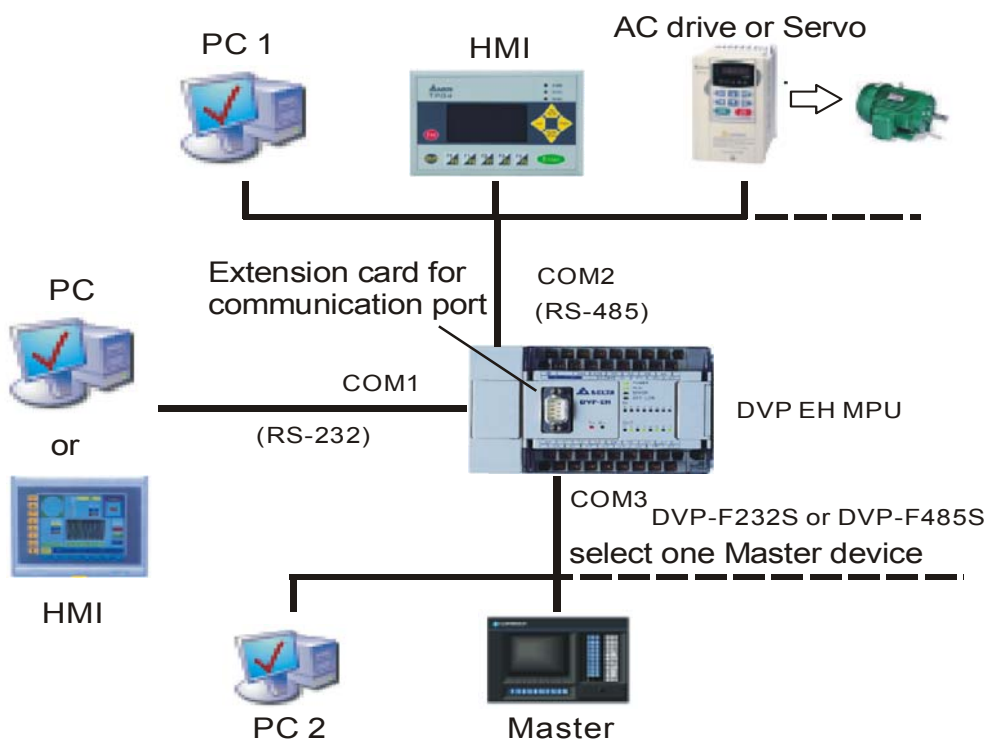 PC 1
HMI
AC drive or Servo
Extension card for
communication port
COM2
(RS-485)
PC
COM1
(RS-232)
or
HMI
DVP EH MPU
COM3
DVP-F232S or DVP-F485S
select one Master device
PC 2
Master